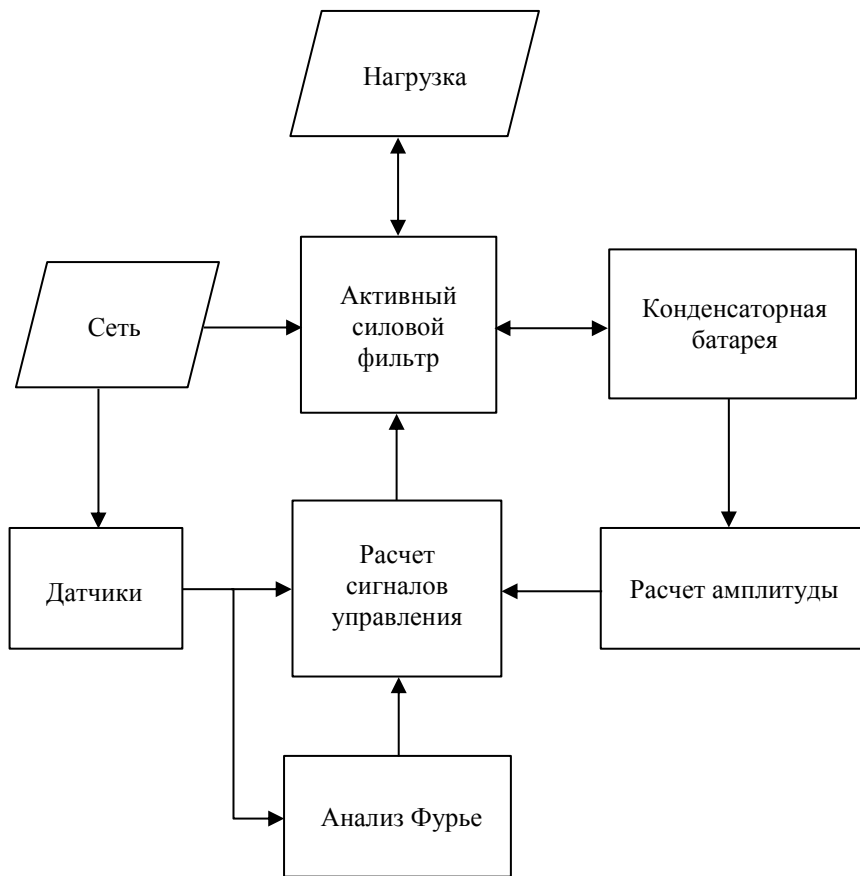 Нагрузка
Активный
силовой
фильтр
Сеть
Конденсаторная
батарея
Датчики
Расчет
сигналов
управления
Расчет амплитуды
Анализ Фурье